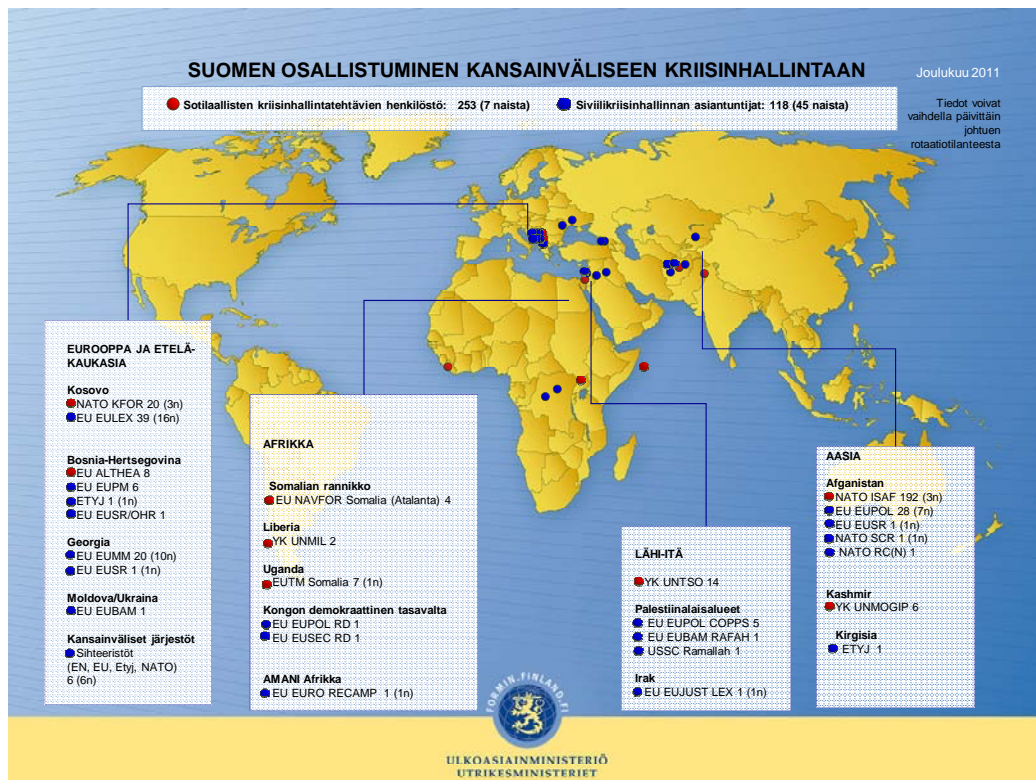 SUOMEN OSALLISTUMINEN KANSAINVÄLISEEN KRIISINHALLINTAAN
Joulukuu 2011
Sotilaallisten kriisinhallintatehtävien henkilöstö: 253 (7 naista)
Siviilikriisinhallinnan asiantuntijat: 118 (45 naista)
Tiedot voivat
vaihdella päivittäin
johtuen
rotaatiotilanteesta
EUROOPPA JA ETELÄ-
KAUKASIA
Kosovo
NATO KFOR 20 (3n)
EU EULEX 39 (16n)
Bosnia-Hertsegovina
EU ALTHEA 8
EU EUPM 6
ETYJ 1 (1n)
EU EUSR/OHR 1
Georgia
EU EUMM 20 (10n)
EU EUSR 1 (1n)
Moldova/Ukraina
EU EUBAM 1
Kansainväliset järjestöt
Sihteeristöt
(EN, EU, Etyj, NATO)
6 (6n)
AFRIKKA
Somalian rannikko
EU NAVFOR Somalia (Atalanta) 4
Liberia
YK UNMIL 2
Uganda
EUTM Somalia 7 (1n)
Kongon demokraattinen tasavalta
EU EUPOL RD 1
EU EUSEC RD 1
AMANI Afrikka
EU EURO RECAMP 1 (1n)
LÄHI-ITÄ
YK UNTSO 14
Palestiinalaisalueet
EU EUPOL COPPS 5
EU EUBAM RAFAH 1
USSC Ramallah 1
Irak
EU EUJUST LEX 1 (1n)
AASIA
Afganistan
NATO ISAF 192 (3n)
EU EUPOL 28 (7n)
EU EUSR 1 (1n)
NATO SCR 1 (1n)
NATO RC(N) 1
Kashmir
YK UNMOGIP 6
Kirgisia
ETYJ 1
FORMIN.FINLAND.FI
ULKOASIAINMINISTERIÖ
UTRIKESMINISTERIET